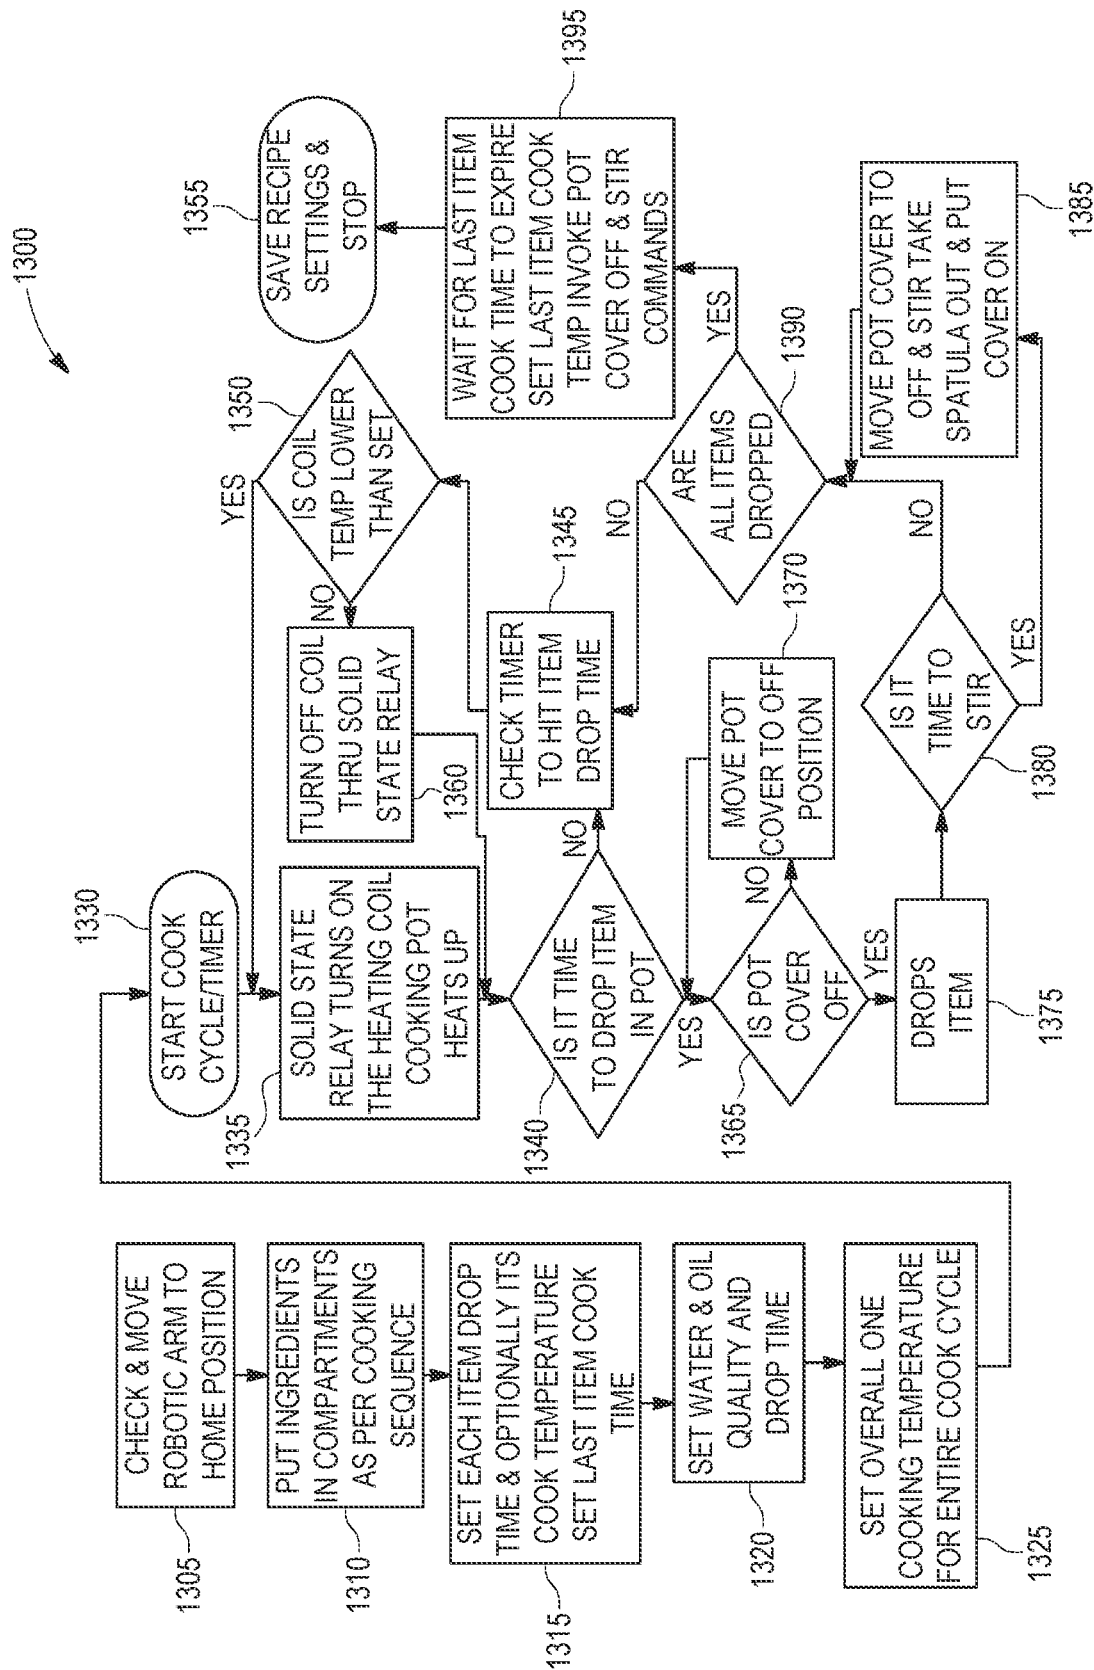 1300
CHECK & MOVE
ROBOTIC ARM TO
HOME POSITION
1305
PUT INGREDIENTS
IN COMPARTMENTS
AS PER COOKING
SEQUENCE
1310
SET EACH ITEM DROP
TIME & OPTIONALLY ITS
COOK TEMPERATURE
SET LAST ITEM COOK
TIME
1315
SET WATER & OIL
QUALITY AND
DROP TIME
1320
SET OVERALL ONE
COOKING TEMPERATURE
FOR ENTIRE COOK CYCLE
1325
START COOK
CYCLE/TIMER
1330
SOLID STATE
RELAY TURNS ON
THE HEATING COIL
COOKING POT
HEATS UP
1335
IS IT TIME
TO DROP ITEM
IN POT
1340
NO
YES
CHECK TIMER
TO HIT ITEM
DROP TIME
1345
IS COIL
TEMP LOWER
THAN SET
1350
YES
NO
TURN OFF COIL
THRU SOLID
STATE RELAY
1360
IS POT
COVER
OFF
1365
NO
YES
MOVE POT
COVER TO OFF
POSITION
1370
DROPS
ITEM
1375
IS IT
TIME TO
STIR
1380
NO
YES
MOVE POT COVER TO
OFF & STIR TAKE
SPATULA OUT & PUT
COVER ON
1385
ARE
ALL ITEMS
DROPPED
1390
NO
YES
WAIT FOR LAST ITEM
COOK TIME TO EXPIRE
SET LAST ITEM COOK
TEMP INVOKE POT
COVER OFF & STIR
COMMANDS
1395
SAVE RECIPE
SETTINGS &
STOP
1355